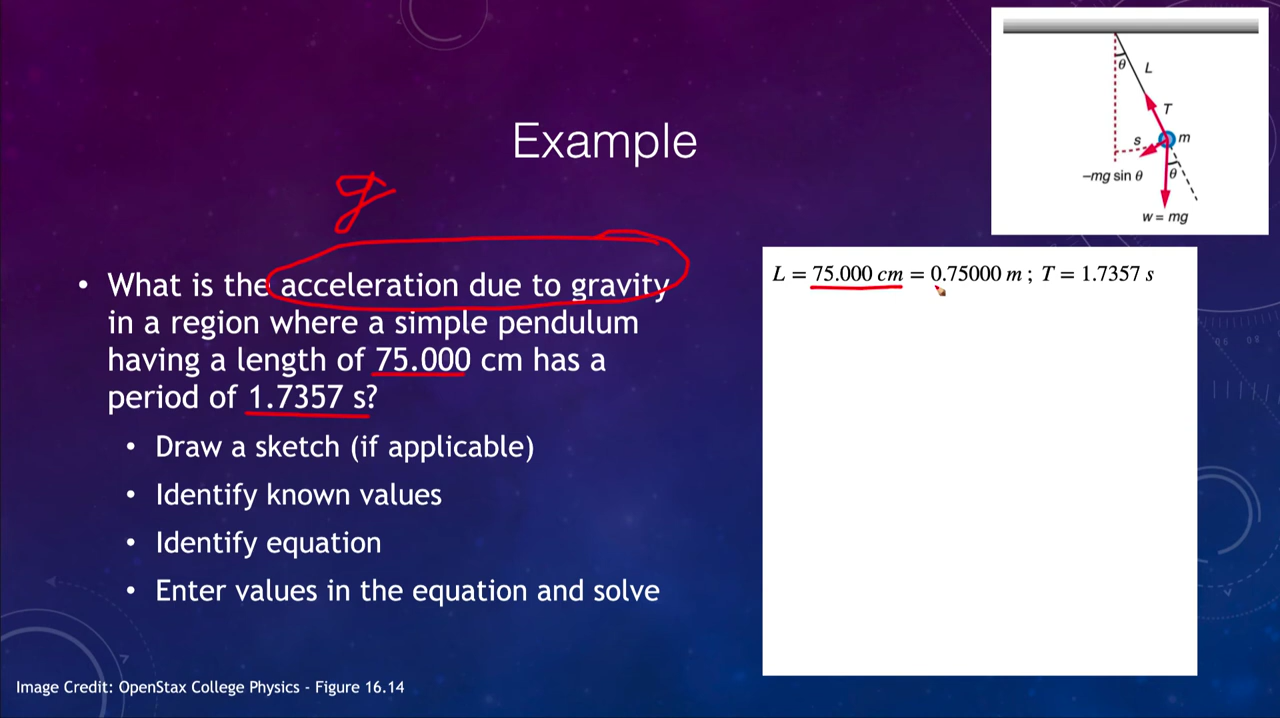 Example
g
• What is the acceleration due to gravity
in a region where a simple pendulum
having a length of 75.000 cm has a
period of 1.7357 s?
• Draw a sketch (if applicable)
• Identify known values
• Identify equation
• Enter values in the equation and solve
Image Credit: OpenStax College Physics - Figure 16.14
θ
L
T
s
m
−mg sin θ
θ
w = mg
L = 75.000 cm = 0.75000 m ; T = 1.7357 s
06 08